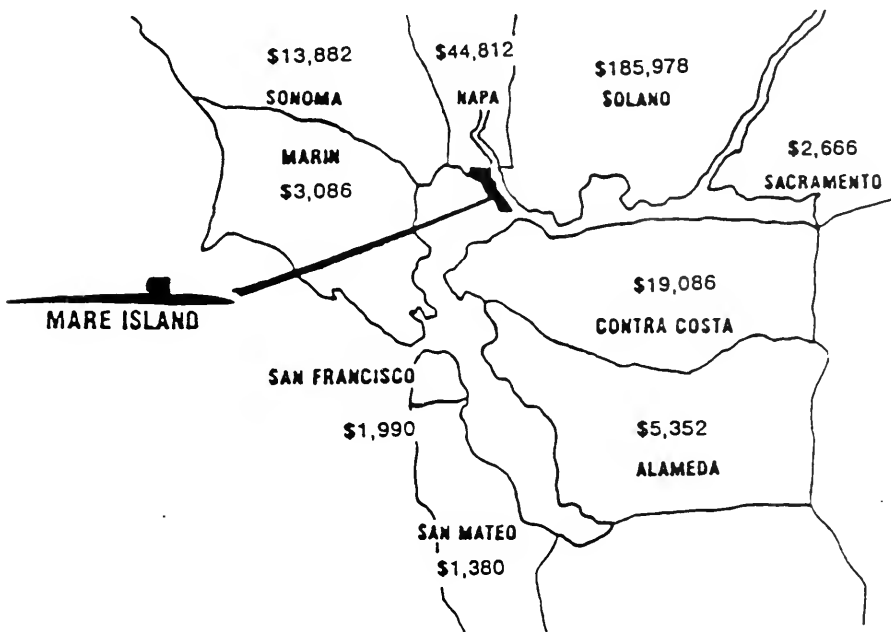 $13,882
SONOMA
$44,812
NAPA
$185,978
SOLANO
$2,666
SACRAMENTO
MARIN
$3,086
MARE ISLAND
$19,086
CONTRA COSTA
SAN FRANCISCO
$1,990
$5,352
ALAMEDA
SAN MATEO
$1,380